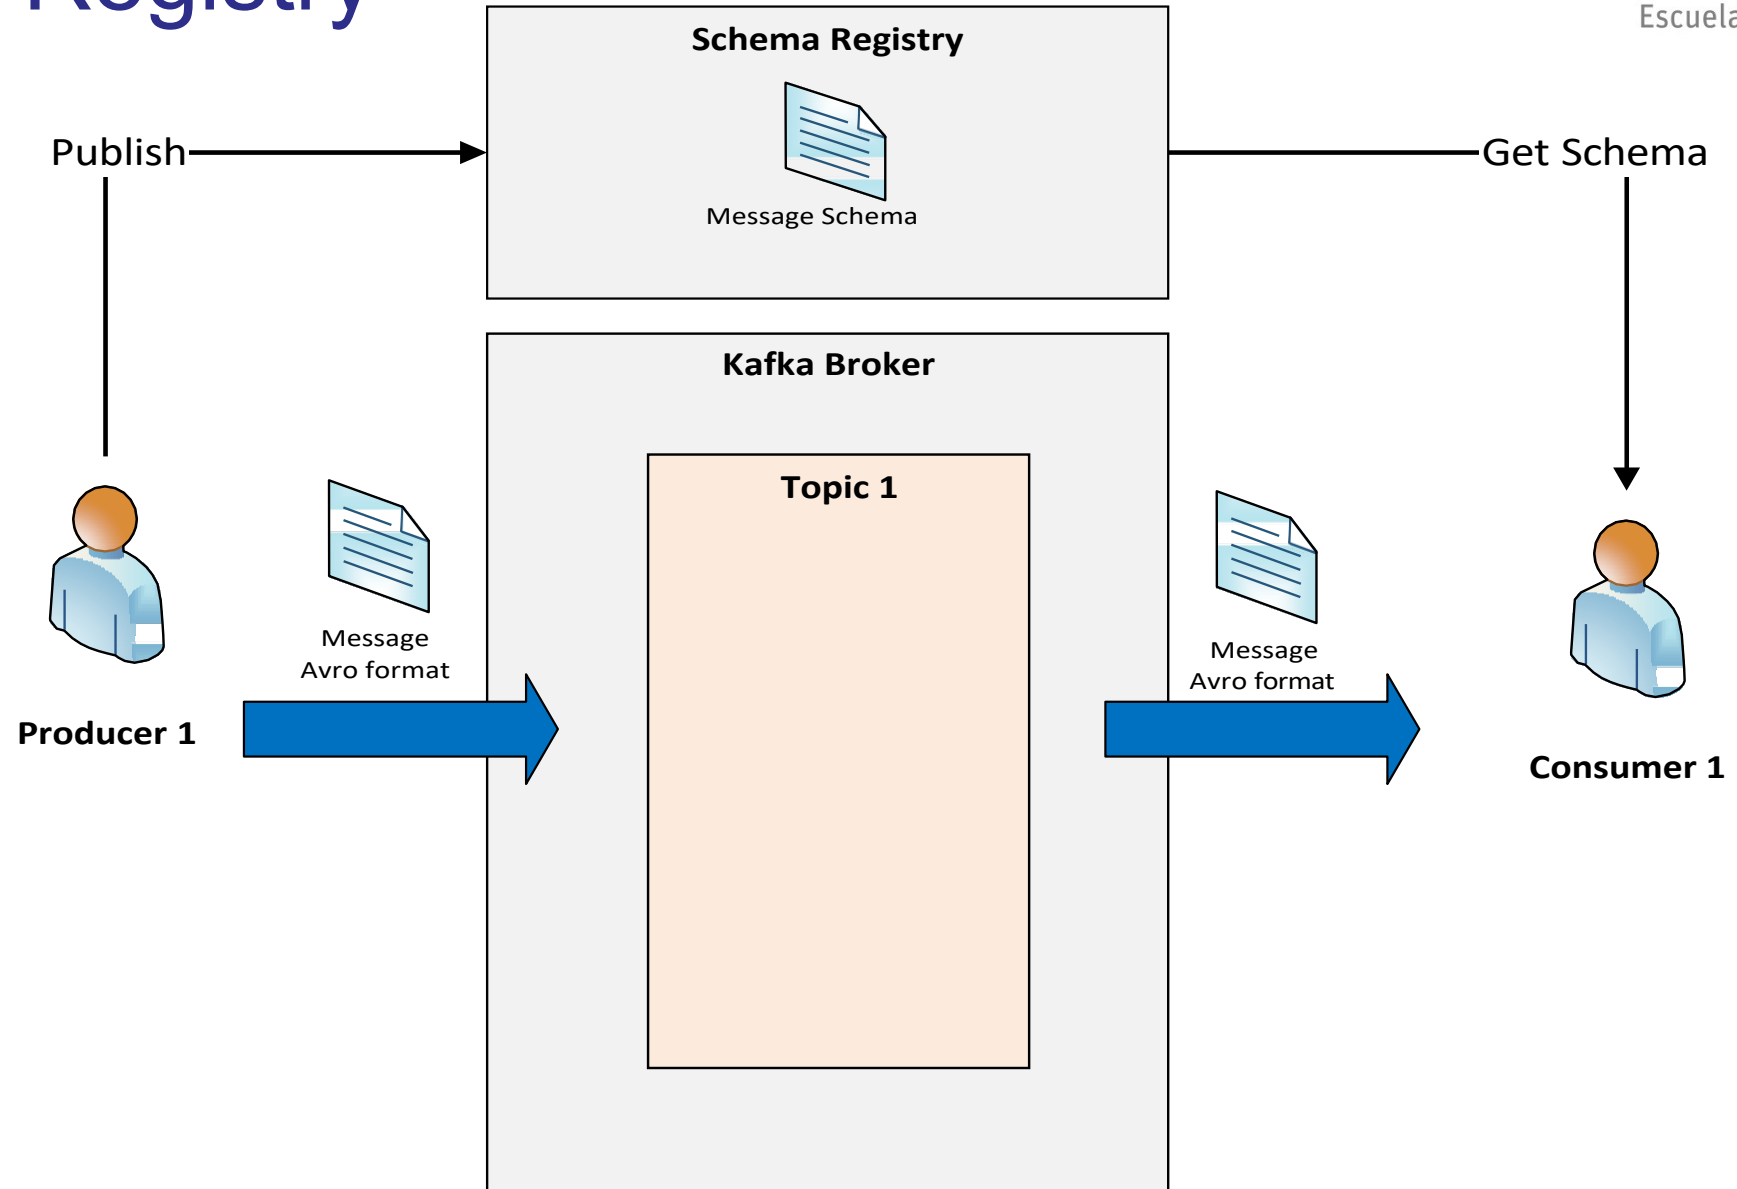 Registry
Escuela
Schema Registry
Publish
Get Schema
Message Schema
Kafka Broker
Topic 1
Message
Avro format
Message
Avro format
Producer 1
Consumer 1